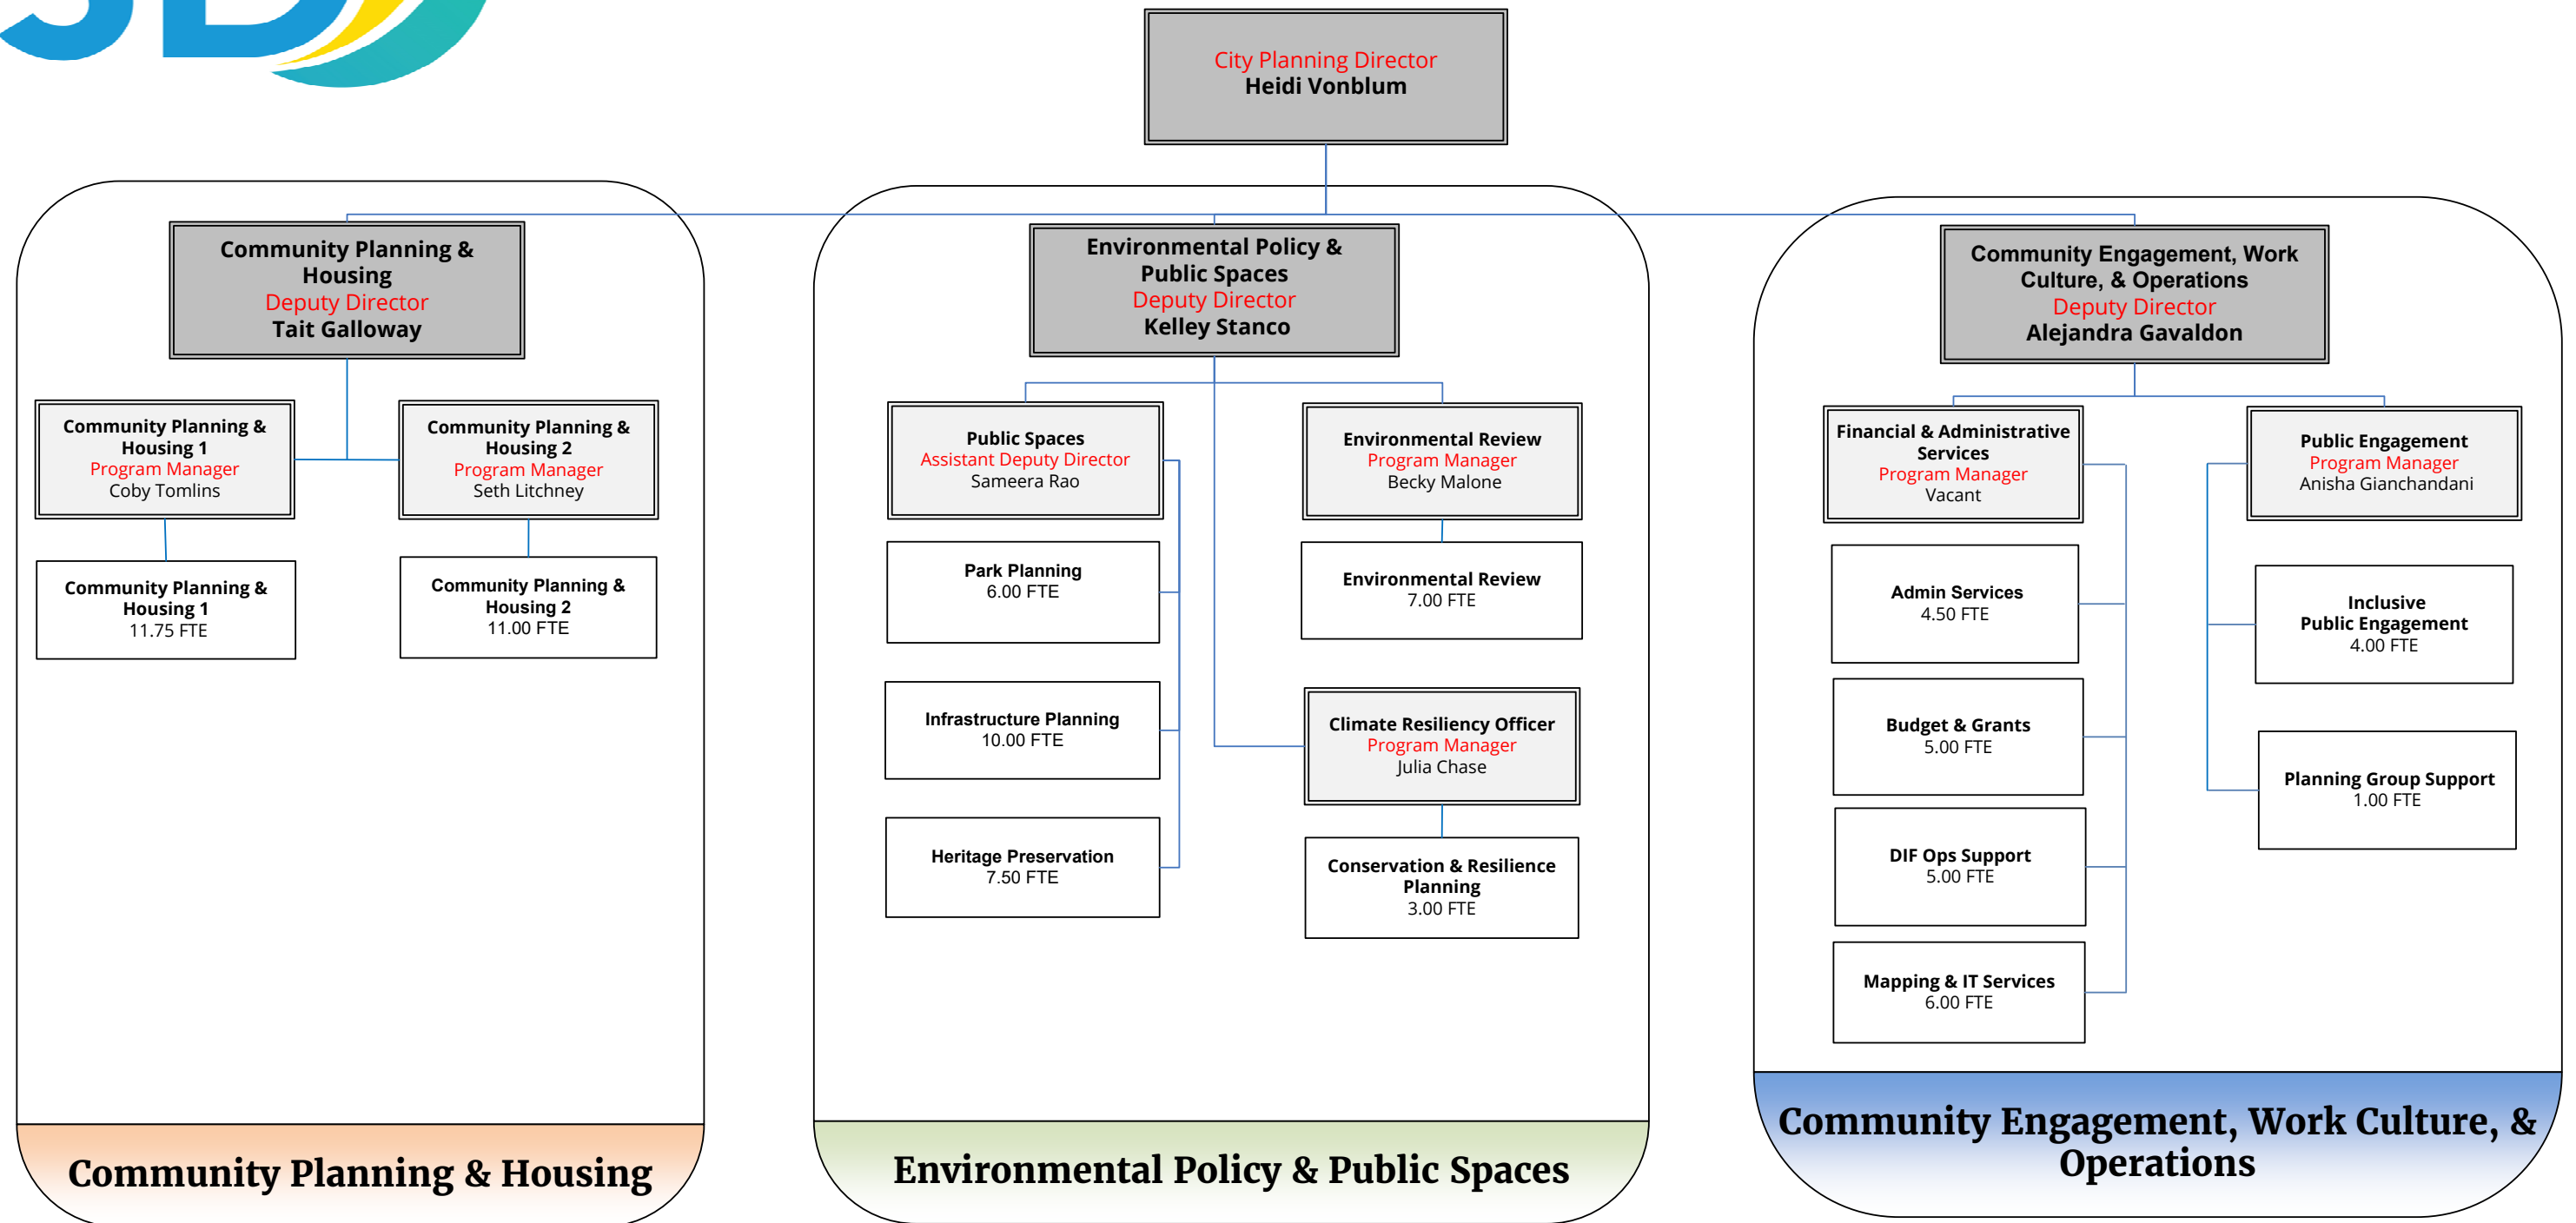 SD
City Planning Director
Heidi Vonblum
Community Planning &
Housing
Deputy Director
Tait Galloway
Community Planning &
Housing 1
Program Manager
Coby Tomlins
Community Planning &
Housing 2
Program Manager
Seth Litchney
Community Planning &
Housing 1
11.75 FTE
Community Planning &
Housing 2
11.00 FTE
Community Planning & Housing
Environmental Policy &
Public Spaces
Deputy Director
Kelley Stanco
Public Spaces
Assistant Deputy Director
Sameera Rao
Environmental Review
Program Manager
Becky Malone
Park Planning
6.00 FTE
Environmental Review
7.00 FTE
Infrastructure Planning
10.00 FTE
Climate Resiliency Officer
Program Manager
Julia Chase
Heritage Preservation
7.50 FTE
Conservation & Resilience
Planning
3.00 FTE
Environmental Policy & Public Spaces
Community Engagement, Work
Culture, & Operations
Deputy Director
Alejandra Gavaldon
Financial & Administrative
Services
Program Manager
Vacant
Public Engagement
Program Manager
Anisha Gianchandani
Admin Services
4.50 FTE
Inclusive
Public Engagement
4.00 FTE
Budget & Grants
5.00 FTE
Planning Group Support
1.00 FTE
DIF Ops Support
5.00 FTE
Mapping & IT Services
6.00 FTE
Community Engagement, Work Culture, &
Operations